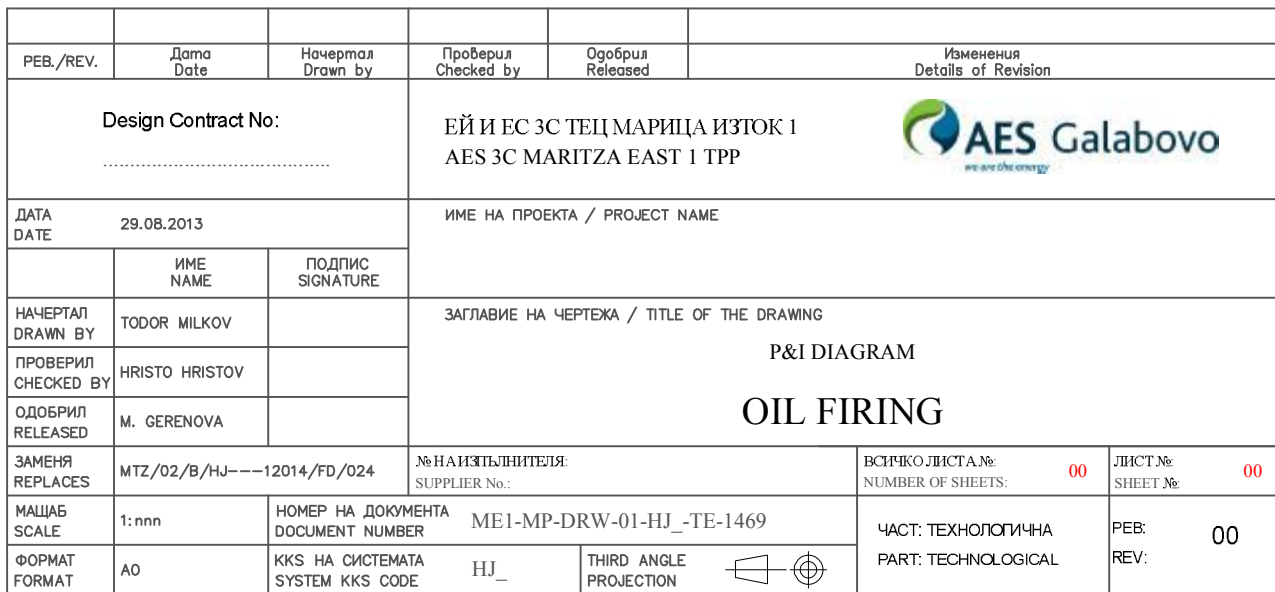 РЕВ./REV.
Дата
Date
Начертал
Drawn by
Проверил
Checked by
Одобрил
Released
Изменения
Details of Revision
Design Contract No:
ЕЙ И ЕС 3С ТЕЦ МАРИЦА ИЗТОК 1
AES 3C MARITZA EAST 1 TPP
AES Galabovo
we are the energy
ДАТА
DATE
29.08.2013
ИМЕ НА ПРОЕКТА / PROJECT NAME
ИМЕ
NAME
ПОДПИС
SIGNATURE
НАЧЕРТАЛ
DRAWN BY
TODOR MILKOV
ЗАГЛАВИЕ НА ЧЕРТЕЖА / TITLE OF THE DRAWING
P&I DIAGRAM
OIL FIRING
ПРОВЕРИЛ
CHECKED BY
HRISTO HRISTOV
ОДОБРИЛ
RELEASED
M. GERENOVA
ЗАМЕНЯ
REPLACES
MTZ/02/B/HJ---12014/FD/024
№ НА ИЗПЪЛНИТЕЛЯ:
SUPPLIER No.:
ВСИЧКО ЛИСТА №:
NUMBER OF SHEETS:
00
ЛИСТ №:
SHEET №:
00
МАЩАБ
SCALE
1:nnn
НОМЕР НА ДОКУМЕНТА
DOCUMENT NUMBER
ME1-MP-DRW-01-HJ_-TE-1469
ЧАСТ: ТЕХНОЛОГИЧНА
PART: TECHNOLOGICAL
РЕВ:
REV:
00
ФОРМАТ
FORMAT
A0
KKS НА СИСТЕМАТА
SYSTEM KKS CODE
HJ_
THIRD ANGLE
PROJECTION